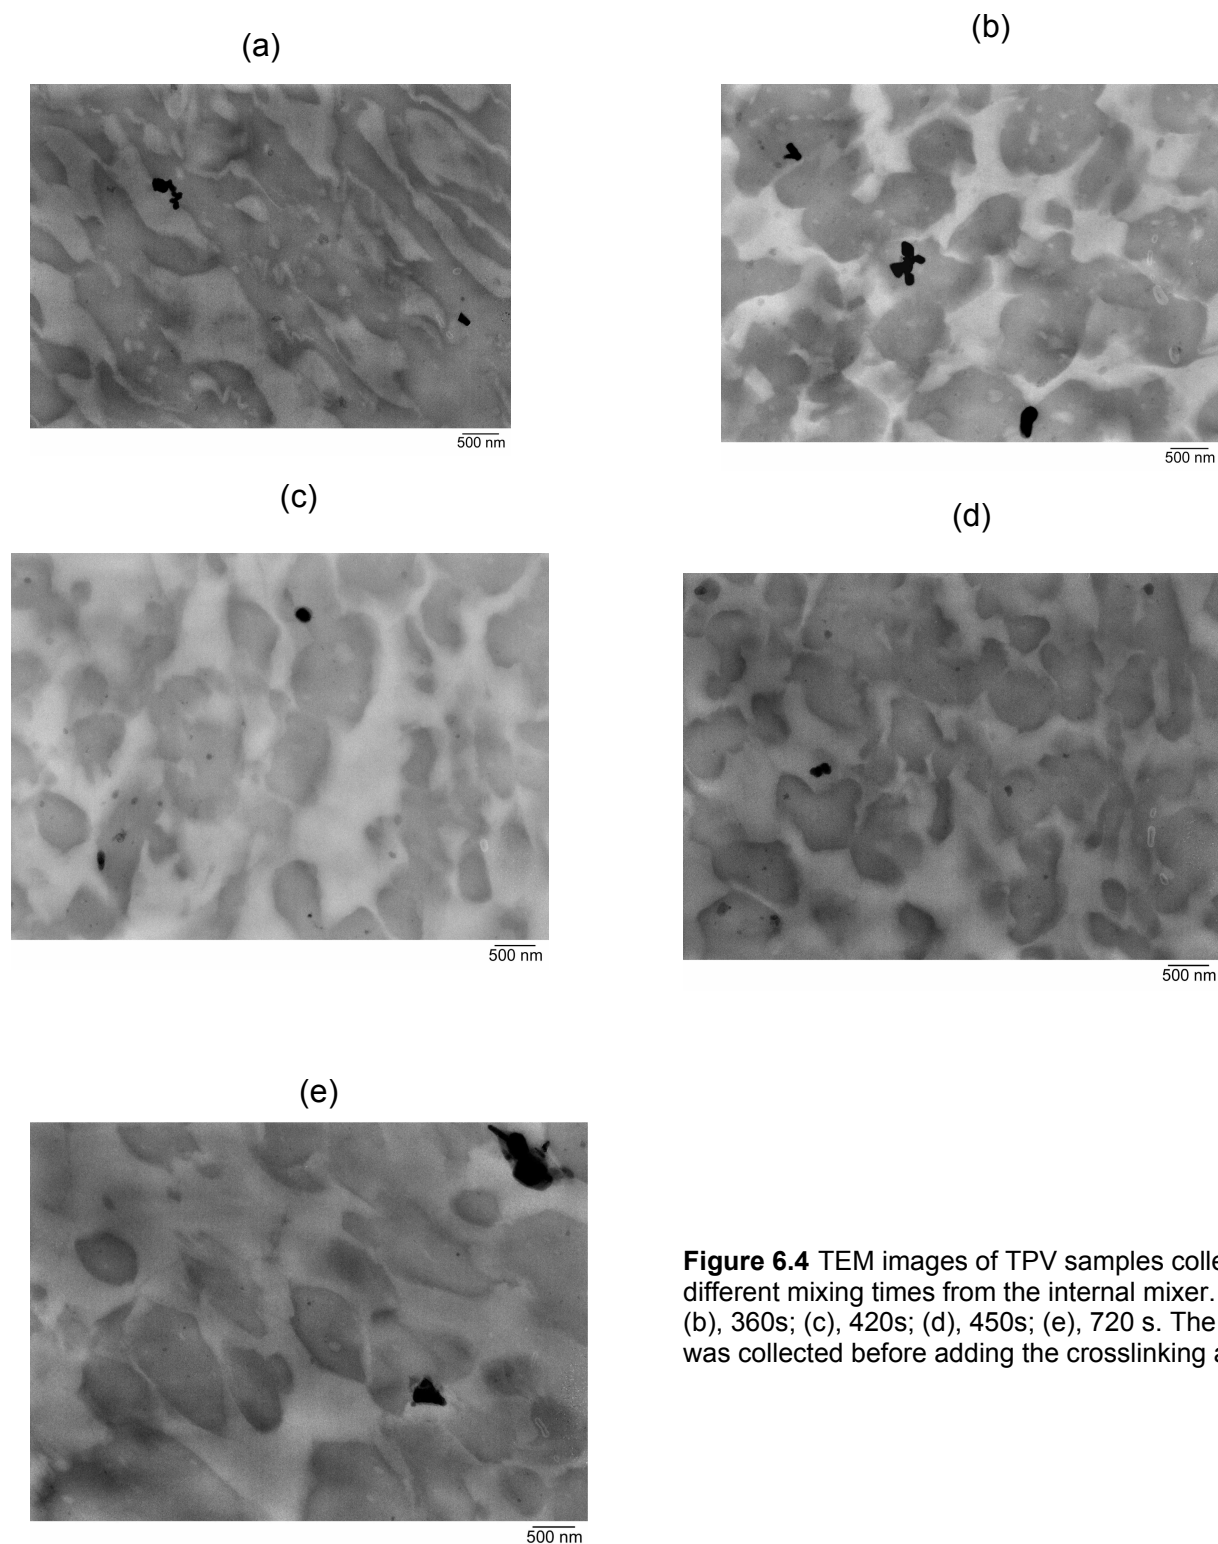 (a)
(b)
500 nm
500 nm
(c)
(d)
500 nm
500 nm
(e)
Figure 6.4 TEM images of TPV samples
different mixing times from the internal mixer.
(b), 360s; (c), 420s; (d), 450s; (e), 720 s. The
was collected before adding the crosslinking
500 nm